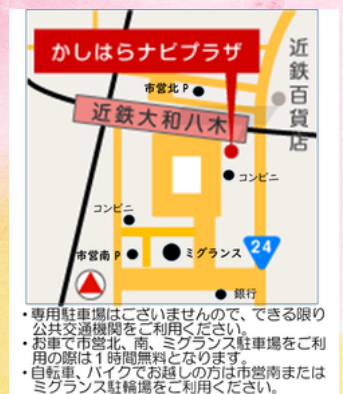 かしはらナビプラザ
近鉄百貨店
市営北 P
近鉄大和八木
コンビニ
コンビニ
市営南 P
ミグランス
24
銀行
・専用駐車場はございませんので、できる限り
公共交通機関をご利用ください。
・お車で市営北、南、ミグランス駐車場をご利
用の際は１時間無料となります。
・自転車、バイクでお越しの方は市営南または
ミグランス駐輪場をご利用ください。